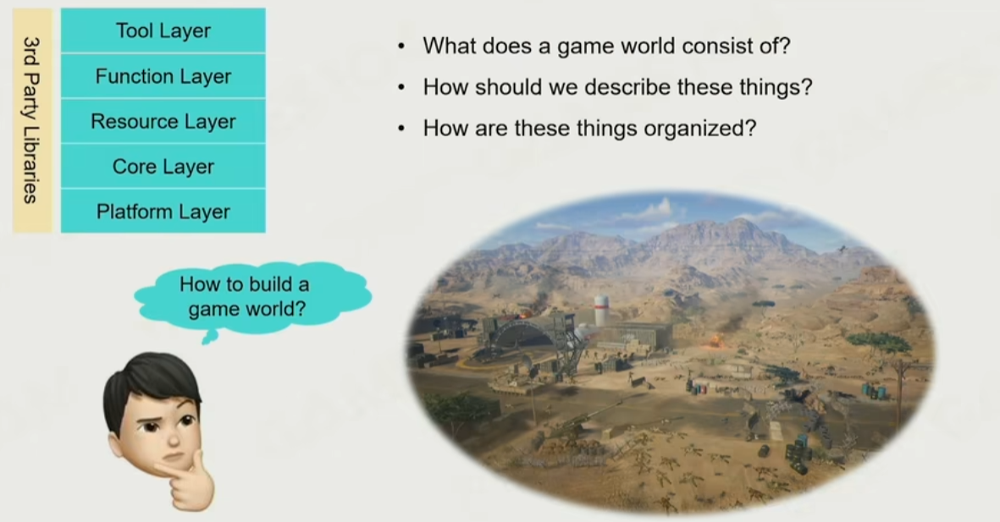 3rd Party Libraries
Tool Layer
Function Layer
Resource Layer
Core Layer
Platform Layer
• What does a game world consist of?
• How should we describe these things?
• How are these things organized?
How to build a
game world?